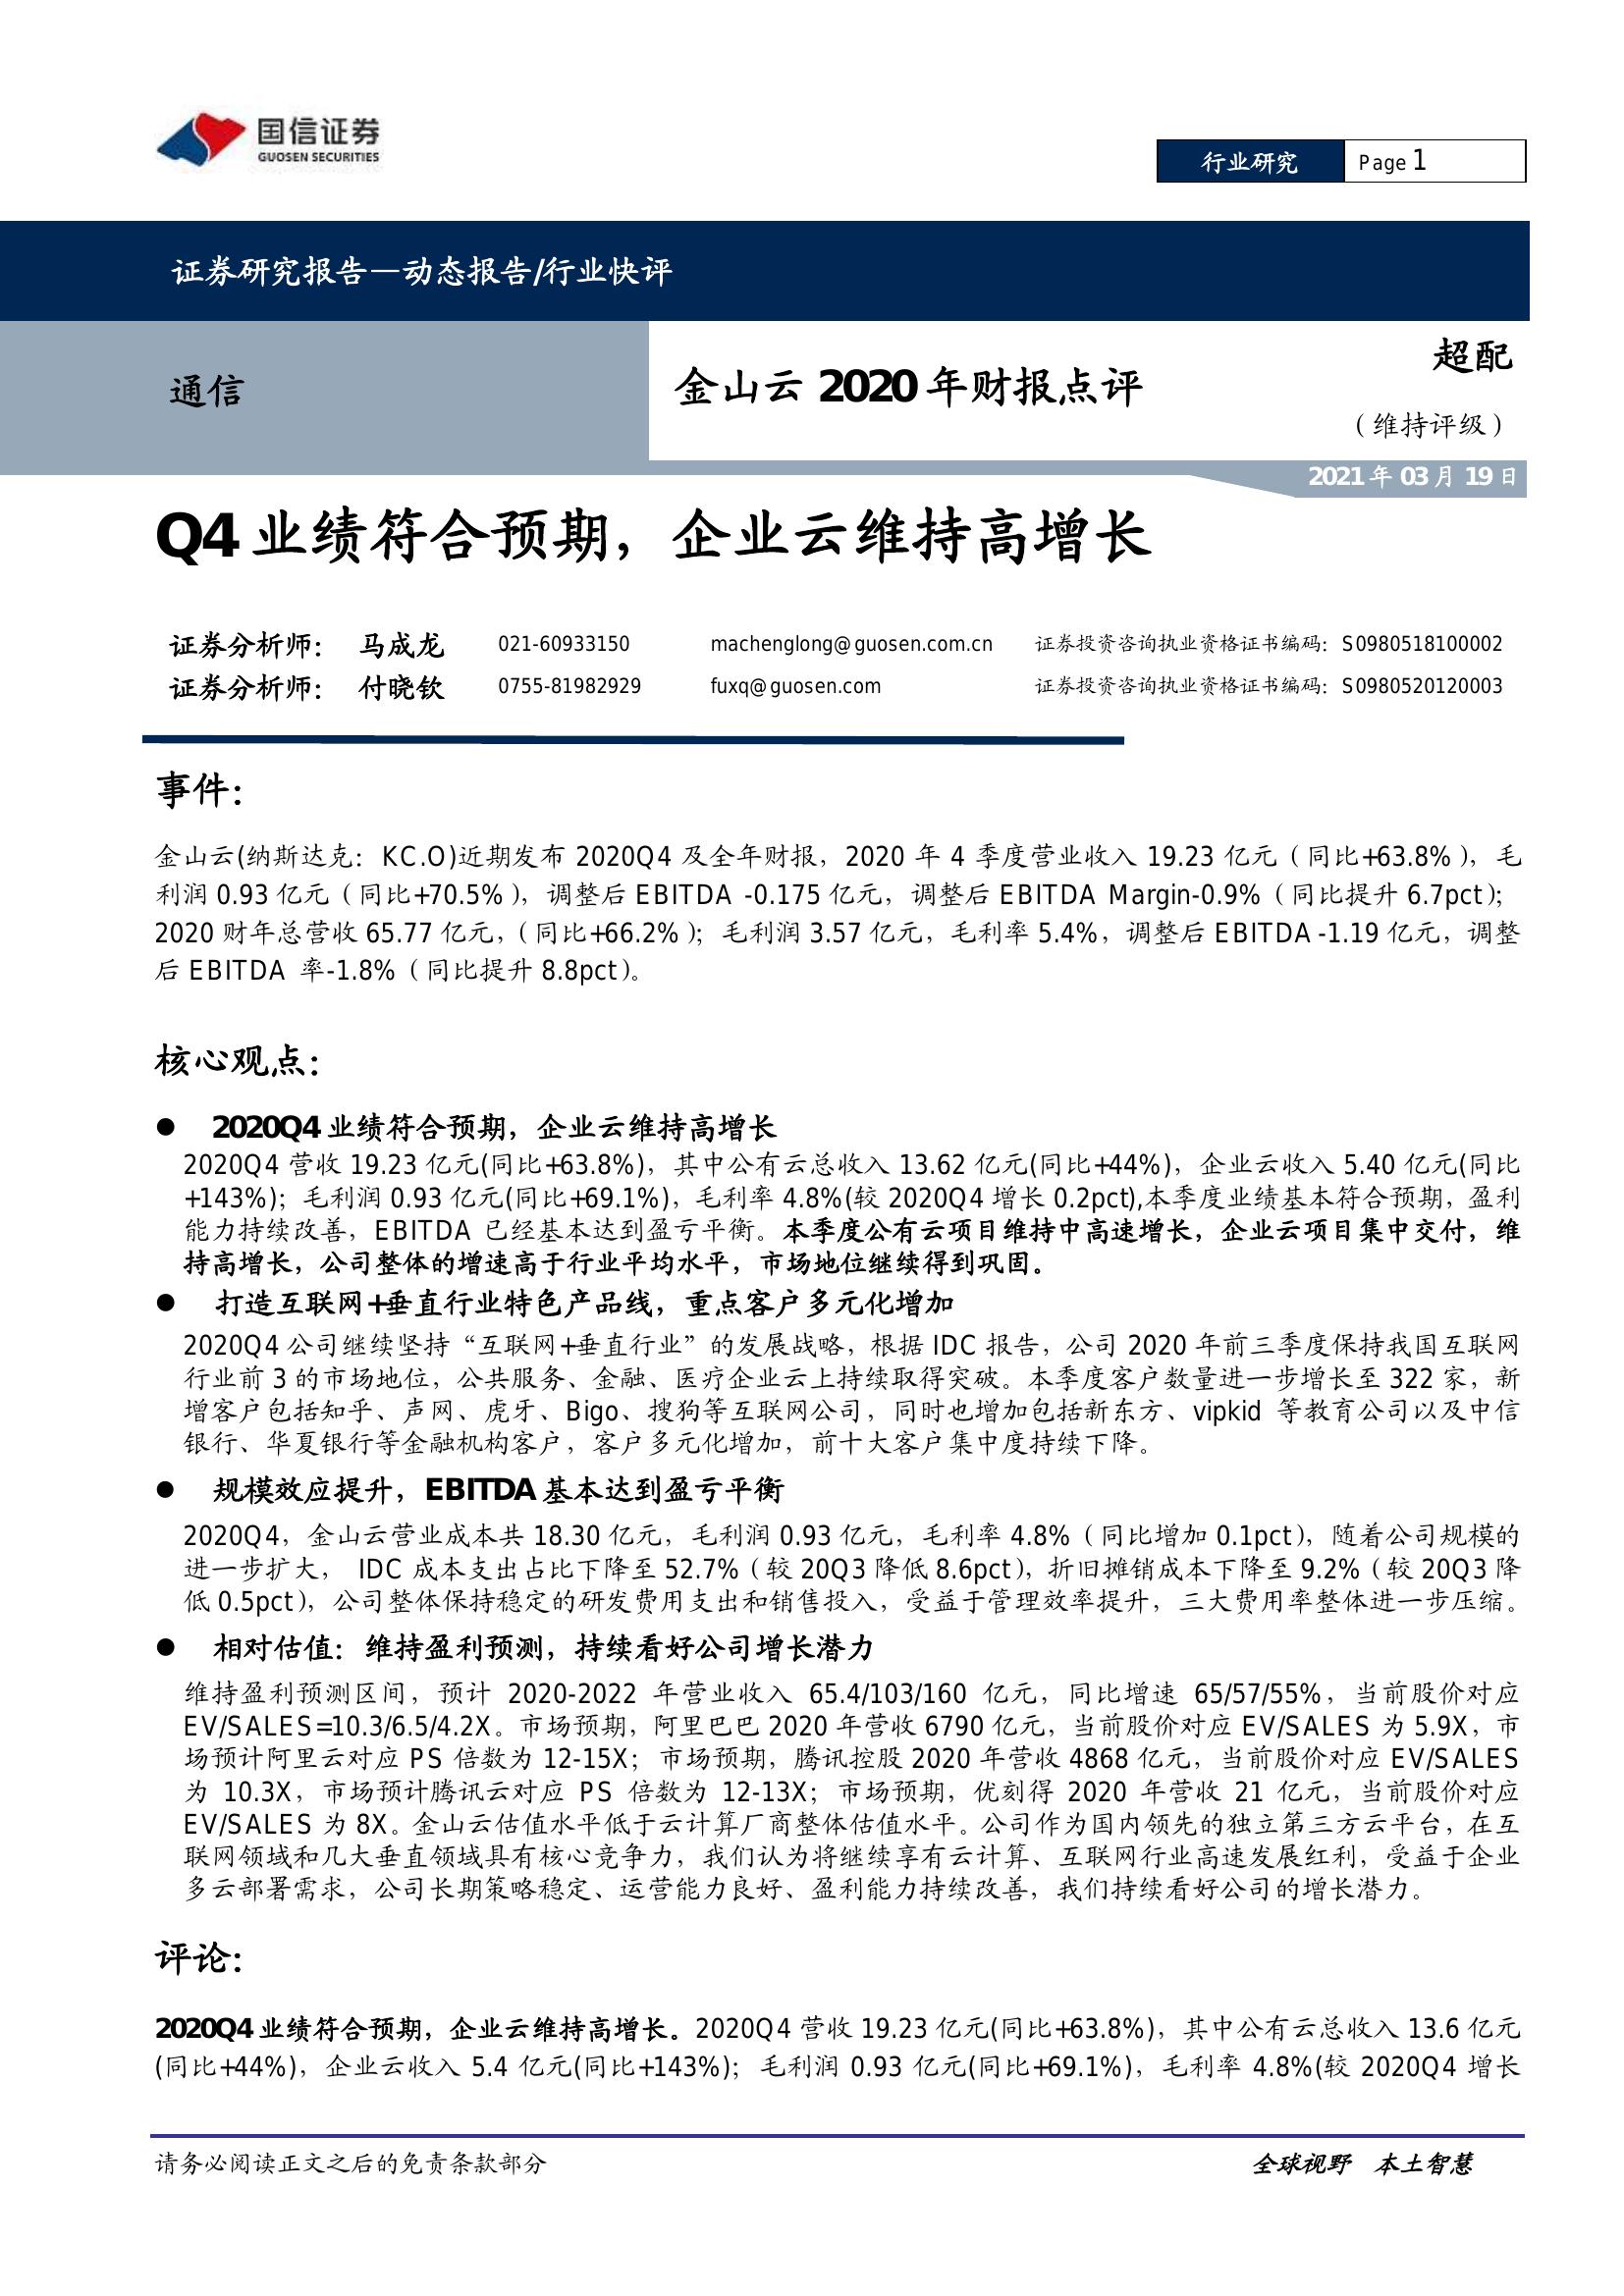 国信证券
GUOSEN SECURITIES
行业研究
Page 1
证券研究报告—动态报告/行业快评
通信
金山云 2020 年财报点评
超配
（维持评级）
2021 年 03 月 19 日
Q4 业绩符合预期，企业云维持高增长
证券分析师： 马成龙 021-60933150 machenglong@guosen.com.cn 证券投资咨询执业资格证书编码：S0980518100002
证券分析师： 付晓钦 0755-81982929 fuxq@guosen.com 证券投资咨询执业资格证书编码：S0980520120003
事件：
金山云(纳斯达克：KC.O)近期发布 2020Q4 及全年财报，2020 年 4 季度营业收入 19.23 亿元（同比+63.8%），毛
利润 0.93 亿元（同比+70.5%），调整后 EBITDA -0.175 亿元，调整后 EBITDA Margin-0.9%（同比提升 6.7pct）；
2020 财年总营收 65.77 亿元，（同比+66.2%）；毛利润 3.57 亿元，毛利率 5.4%，调整后 EBITDA -1.19 亿元，调整
后 EBITDA 率-1.8%（同比提升 8.8pct）。
核心观点：
● 2020Q4 业绩符合预期，企业云维持高增长
2020Q4 营收 19.23 亿元(同比+63.8%)，其中公有云总收入 13.62 亿元(同比+44%)，企业云收入 5.40 亿元(同比
+143%)；毛利润 0.93 亿元(同比+69.1%)，毛利率 4.8%(较 2020Q4 增长 0.2pct),本季度业绩基本符合预期，盈利
能力持续改善，EBITDA 已经基本达到盈亏平衡。本季度公有云项目维持中高速增长，企业云项目集中交付，维
持高增长，公司整体的增速高于行业平均水平，市场地位继续得到巩固。
● 打造互联网+垂直行业特色产品线，重点客户多元化增加
2020Q4 公司继续坚持“互联网+垂直行业”的发展战略，根据 IDC 报告，公司 2020 年前三季度保持我国互联网
行业前 3 的市场地位，公共服务、金融、医疗企业云上持续取得突破。本季度客户数量进一步增长至 322 家，新
增客户包括知乎、声网、虎牙、Bigo、搜狗等互联网公司，同时也增加包括新东方、vipkid 等教育公司以及中信
银行、华夏银行等金融机构客户，客户多元化增加，前十大客户集中度持续下降。
● 规模效应提升，EBITDA 基本达到盈亏平衡
2020Q4，金山云营业成本共 18.30 亿元，毛利润 0.93 亿元，毛利率 4.8%（同比增加 0.1pct），随着公司规模的
进一步扩大， IDC 成本支出占比下降至 52.7%（较 20Q3 降低 8.6pct），折旧摊销成本下降至 9.2%（较 20Q3 降
低 0.5pct），公司整体保持稳定的研发费用支出和销售投入，受益于管理效率提升，三大费用率整体进一步压缩。
● 相对估值：维持盈利预测，持续看好公司增长潜力
维持盈利预测区间，预计 2020-2022 年营业收入 65.4/103/160 亿元，同比增速 65/57/55%，当前股价对应
EV/SALES=10.3/6.5/4.2X。市场预期，阿里巴巴 2020 年营收 6790 亿元，当前股价对应 EV/SALES 为 5.9X，市
场预计阿里云对应 PS 倍数为 12-15X；市场预期，腾讯控股 2020 年营收 4868 亿元，当前股价对应 EV/SALES
为 10.3X，市场预计腾讯云对应 PS 倍数为 12-13X；市场预期，优刻得 2020 年营收 21 亿元，当前股价对应
EV/SALES 为 8X。金山云估值水平低于云计算厂商整体估值水平。公司作为国内领先的独立第三方云平台，在互
联网领域和几大垂直领域具有核心竞争力，我们认为将继续享有云计算、互联网行业高速发展红利，受益于企业
多云部署需求，公司长期策略稳定、运营能力良好、盈利能力持续改善，我们持续看好公司的增长潜力。
评论：
2020Q4 业绩符合预期，企业云维持高增长。2020Q4 营收 19.23 亿元(同比+63.8%)，其中公有云总收入 13.6 亿元
(同比+44%)，企业云收入 5.4 亿元(同比+143%)；毛利润 0.93 亿元(同比+69.1%)，毛利率 4.8%(较 2020Q4 增长
请务必阅读正文之后的免责条款部分
全球视野 本土智慧